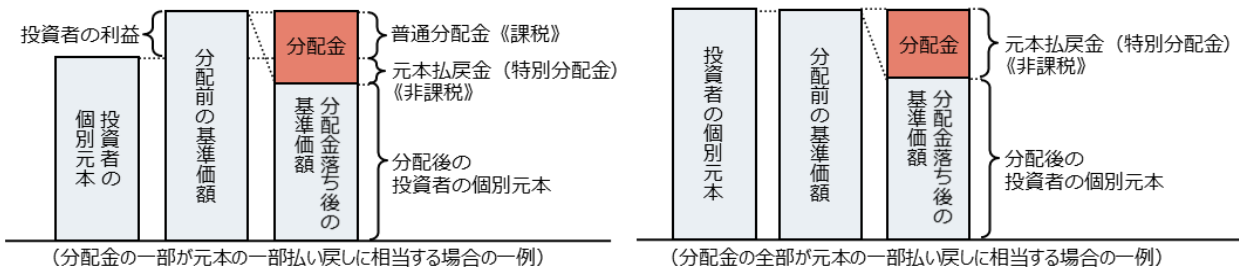 投資者の利益
投資者の
個別元本
分配前の基準価額
分配金
分配金落ち後の
基準価額
普通分配金《課税》
元本払戻金（特別分配金）
《非課税》
分配後の
投資者の個別元本
（分配金の一部が元本の一部払い戻しに相当する場合の一例）
投資者の個別元本
分配前の基準価額
分配金
分配金落ち後の
基準価額
元本払戻金（特別分配金）
《非課税》
分配後の
投資者の個別元本
（分配金の全部が元本の一部払い戻しに相当する場合の一例）